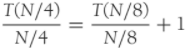 T(N/4)/(N/4) = T(N/8)/(N/8) + 1